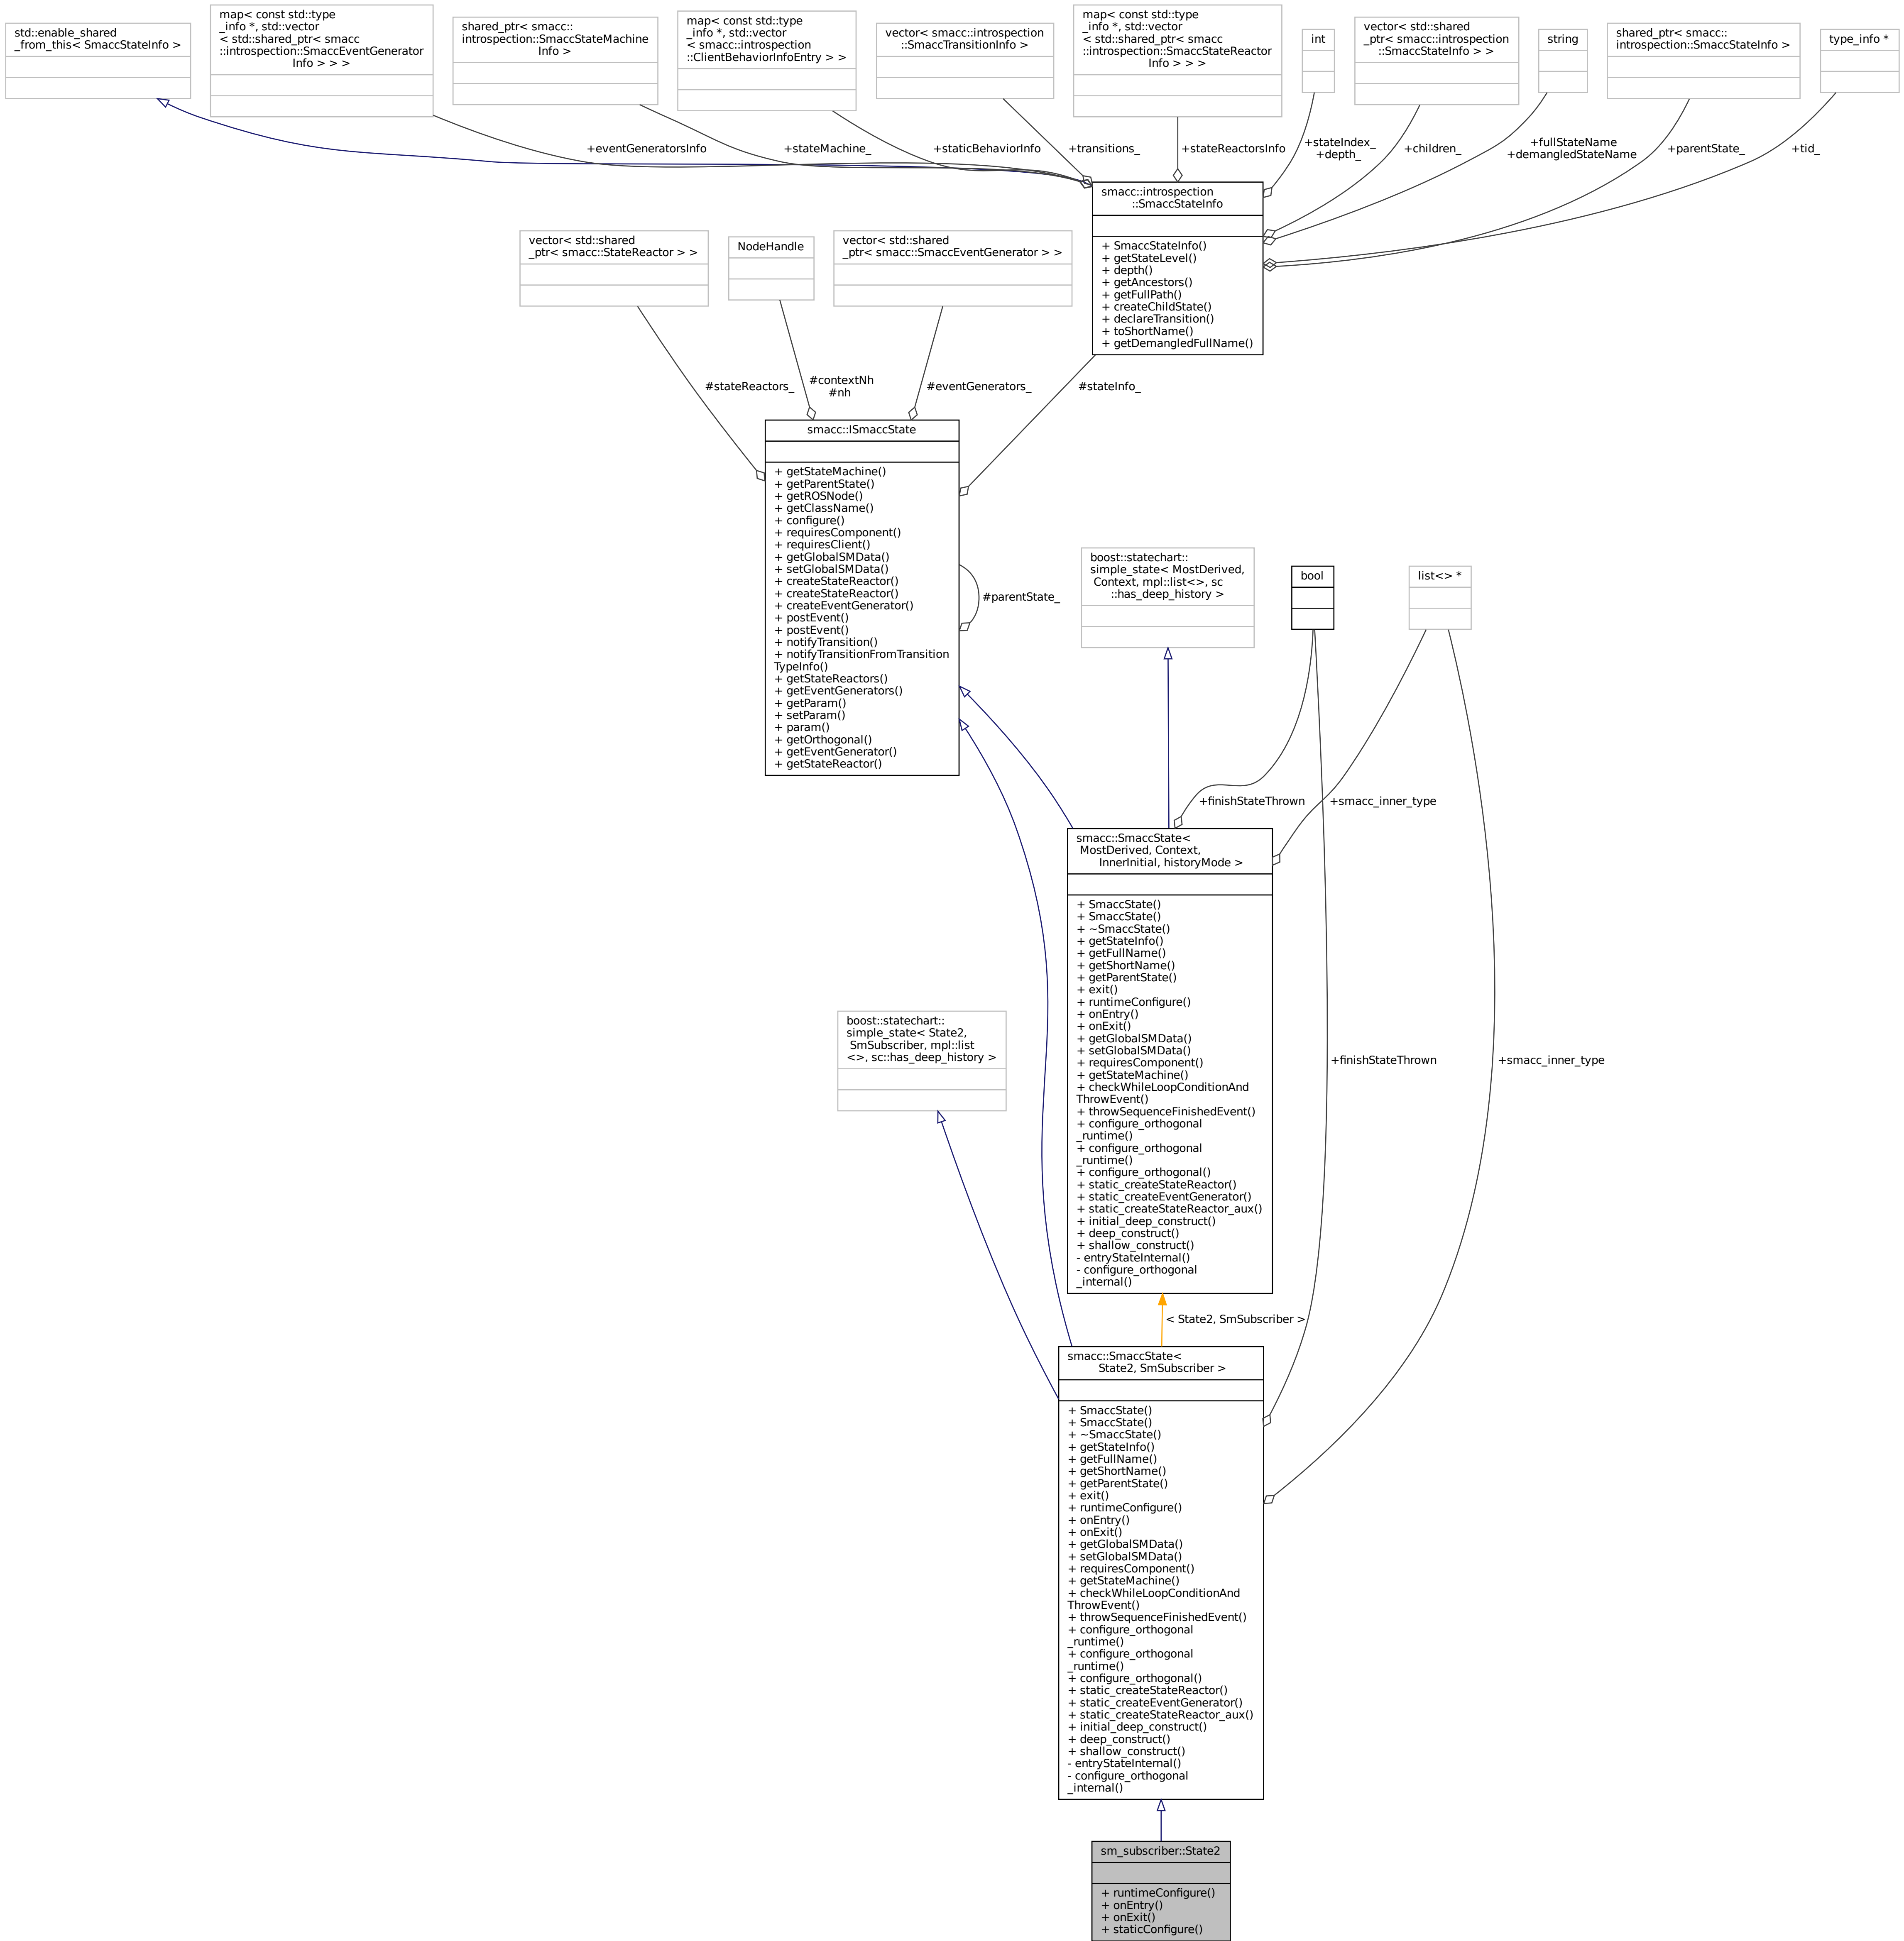 std::enable_shared
_from_this< SmaccStateInfo >
map< const std::type
_info *, std::vector
< std::shared_ptr< smacc
::introspection::SmaccEventGenerator
Info > > >
shared_ptr< smacc::
introspection::SmaccStateMachine
Info >
map< const std::type
_info *, std::vector
< smacc::introspection
::ClientBehaviorInfoEntry > >
vector< smacc::introspection
::SmaccTransitionInfo >
map< const std::type
_info *, std::vector
< std::shared_ptr< smacc
::introspection::SmaccStateReactor
Info > > >
int
vector< std::shared
_ptr< smacc::introspection
::SmaccStateInfo > >
string
shared_ptr< smacc::
introspection::SmaccStateInfo >
type_info *
+eventGeneratorsInfo
+stateMachine_
+staticBehaviorInfo
+transitions_
+stateReactorsInfo
+stateIndex_
+depth_
+children_
+fullStateName
+demangledStateName
+parentState_
+tid_
smacc::introspection
::SmaccStateInfo
+ SmaccStateInfo()
+ getStateLevel()
+ depth()
+ getAncestors()
+ getFullPath()
+ createChildState()
+ declareTransition()
+ toShortName()
+ getDemangledFullName()
vector< std::shared
_ptr< smacc::StateReactor > >
NodeHandle
vector< std::shared
_ptr< smacc::SmaccEventGenerator > >
#stateReactors_
#contextNh
#nh
#eventGenerators_
#stateInfo_
smacc::ISmaccState
+ getStateMachine()
+ getParentState()
+ getROSNode()
+ getClassName()
+ configure()
+ requiresComponent()
+ requiresClient()
+ getGlobalSMData()
+ setGlobalSMData()
+ createStateReactor()
+ createStateReactor()
+ createEventGenerator()
+ postEvent()
+ postEvent()
+ notifyTransition()
+ notifyTransitionFromTransition
TypeInfo()
+ getStateReactors()
+ getEventGenerators()
+ getParam()
+ setParam()
+ param()
+ getOrthogonal()
+ getEventGenerator()
+ getStateReactor()
#parentState_
boost::statechart::
simple_state< MostDerived,
Context, mpl::list<>, sc
::has_deep_history >
bool
list<> *
+finishStateThrown
+smacc_inner_type
smacc::SmaccState<
MostDerived, Context,
InnerInitial, historyMode >
+ SmaccState()
+ SmaccState()
+ ~SmaccState()
+ getStateInfo()
+ getFullName()
+ getShortName()
+ getParentState()
+ exit()
+ runtimeConfigure()
+ onEntry()
+ onExit()
+ getGlobalSMData()
+ setGlobalSMData()
+ requiresComponent()
+ getStateMachine()
+ checkWhileLoopConditionAnd
ThrowEvent()
+ throwSequenceFinishedEvent()
+ configure_orthogonal
_runtime()
+ configure_orthogonal
_runtime()
+ configure_orthogonal()
+ static_createStateReactor()
+ static_createEventGenerator()
+ static_createStateReactor_aux()
+ initial_deep_construct()
+ deep_construct()
+ shallow_construct()
- entryStateInternal()
- configure_orthogonal
_internal()
boost::statechart::
simple_state< State2,
SmSubscriber, mpl::list
<>, sc::has_deep_history >
+finishStateThrown
+smacc_inner_type
< State2, SmSubscriber >
smacc::SmaccState<
State2, SmSubscriber >
+ SmaccState()
+ SmaccState()
+ ~SmaccState()
+ getStateInfo()
+ getFullName()
+ getShortName()
+ getParentState()
+ exit()
+ runtimeConfigure()
+ onEntry()
+ onExit()
+ getGlobalSMData()
+ setGlobalSMData()
+ requiresComponent()
+ getStateMachine()
+ checkWhileLoopConditionAnd
ThrowEvent()
+ throwSequenceFinishedEvent()
+ configure_orthogonal
_runtime()
+ configure_orthogonal
_runtime()
+ configure_orthogonal()
+ static_createStateReactor()
+ static_createEventGenerator()
+ static_createStateReactor_aux()
+ initial_deep_construct()
+ deep_construct()
+ shallow_construct()
- entryStateInternal()
- configure_orthogonal
_internal()
sm_subscriber::State2
+ runtimeConfigure()
+ onEntry()
+ onExit()
+ staticConfigure()